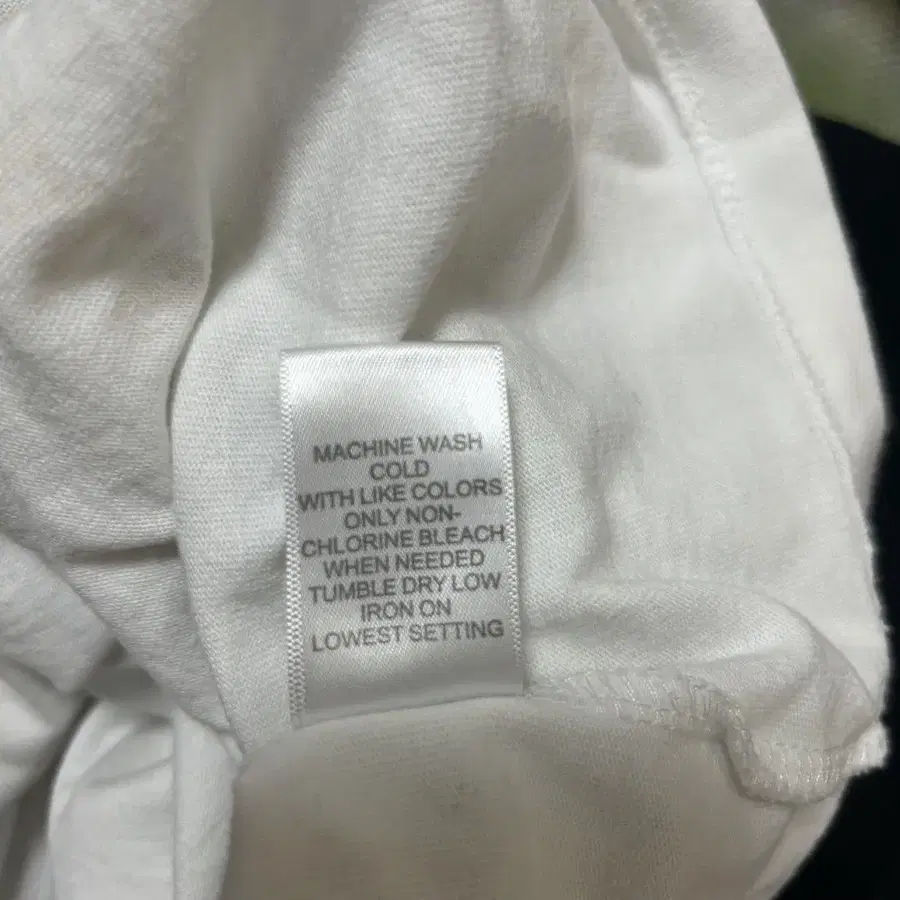 MACHINE WASH
COLD
WITH LIKE COLORS
ONLY NON-
CHLORINE BLEACH
WHEN NEEDED
TUMBLE DRY LOW
IRON ON
LOWEST SETTING